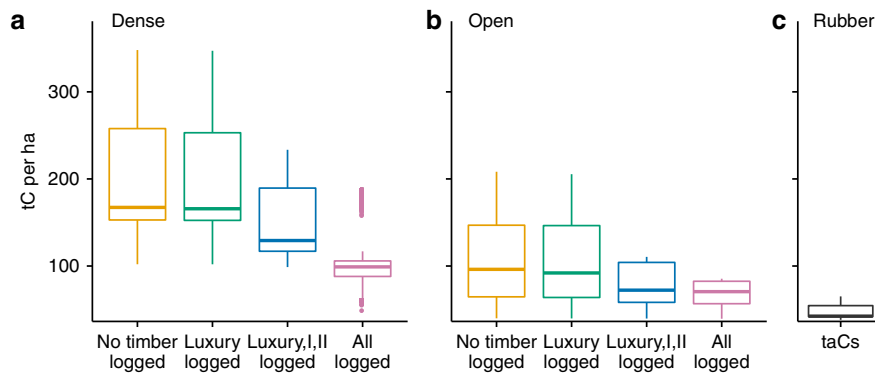 a Dense
b Open
c Rubber
tC per ha
300
200
100
No timber logged
Luxury logged
Luxury,I,II logged
All logged
No timber logged
Luxury logged
Luxury,I,II logged
All logged
taCs